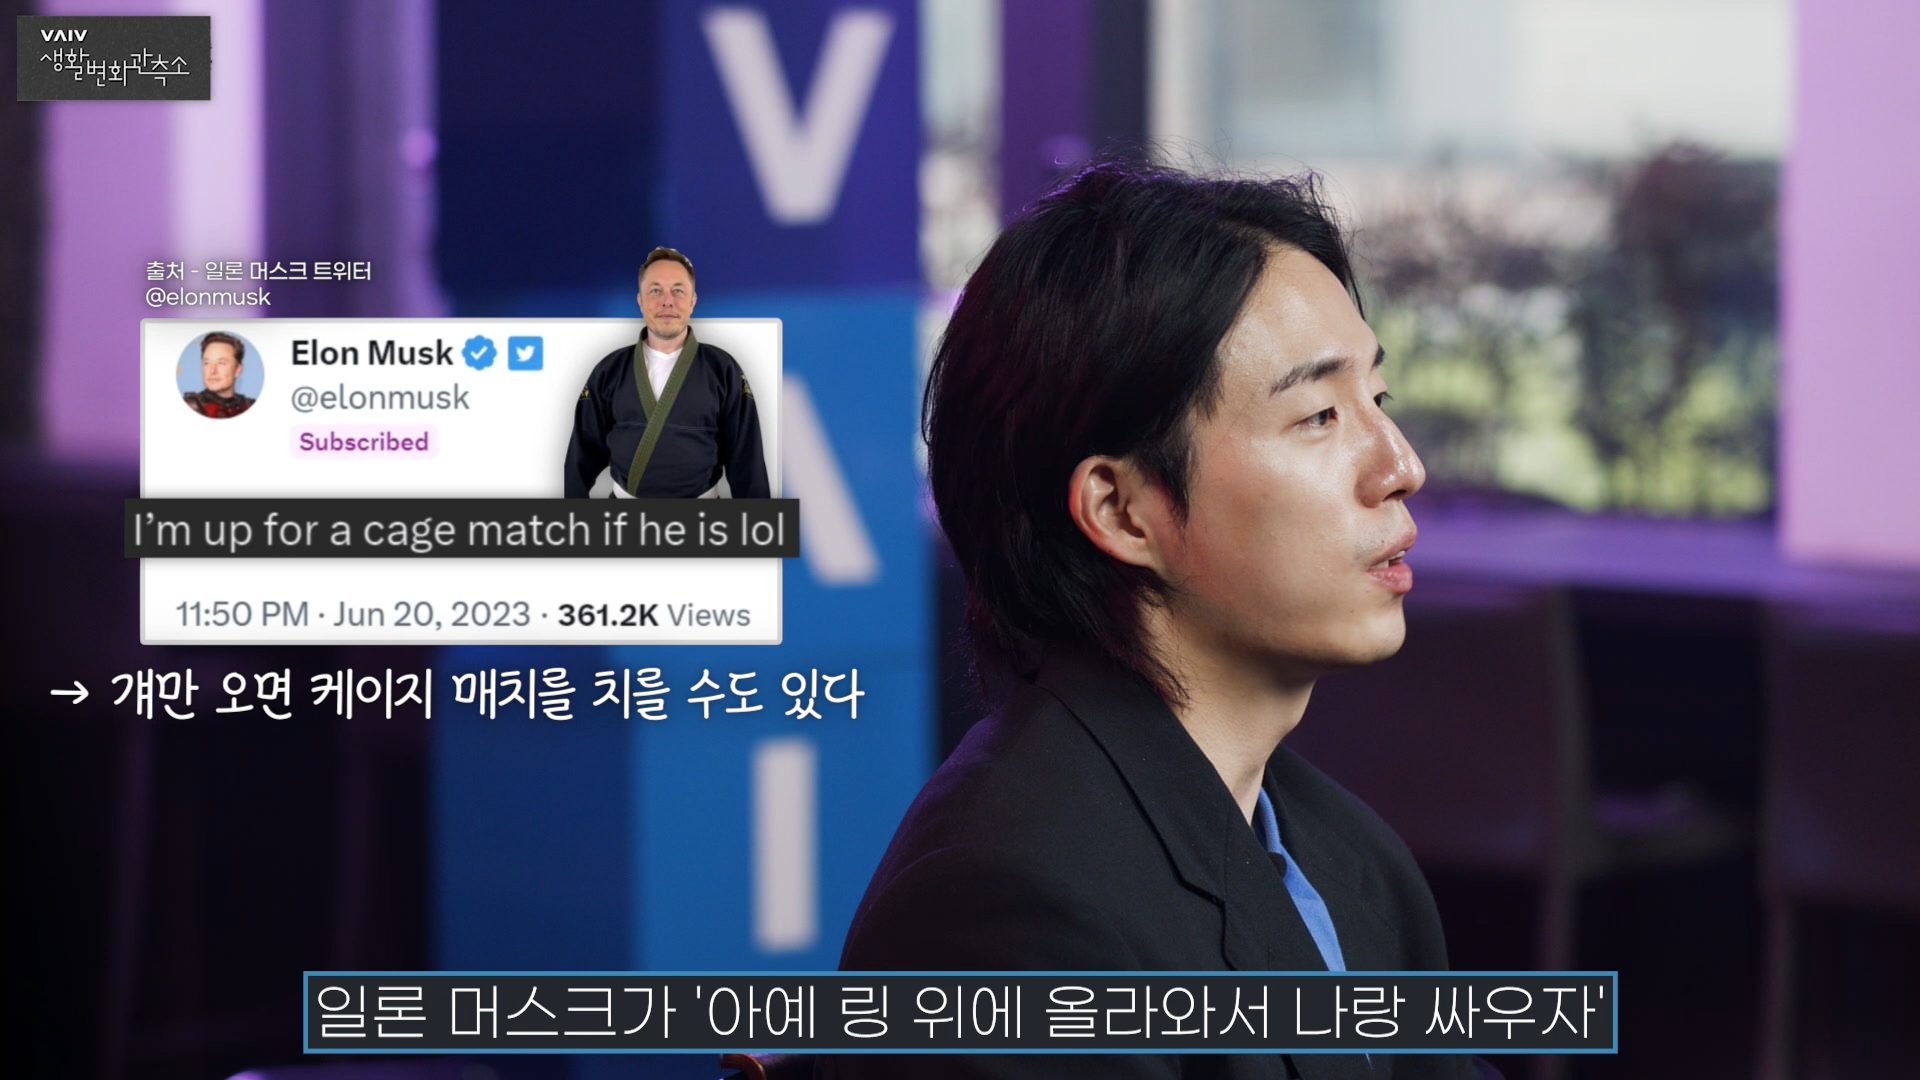 VAIV
생활변화관측소
VAI
출처 - 일론 머스크 트위터
@elonmusk
Elon Musk
@elonmusk
Subscribed
I'm up for a cage match if he is lol
11:50 PM · Jun 20, 2023 · 361.2K Views
→ 걔만 오면 케이지 매치를 치를 수도 있다
일론 머스크가 '아예 링 위에 올라와서 나랑 싸우자'